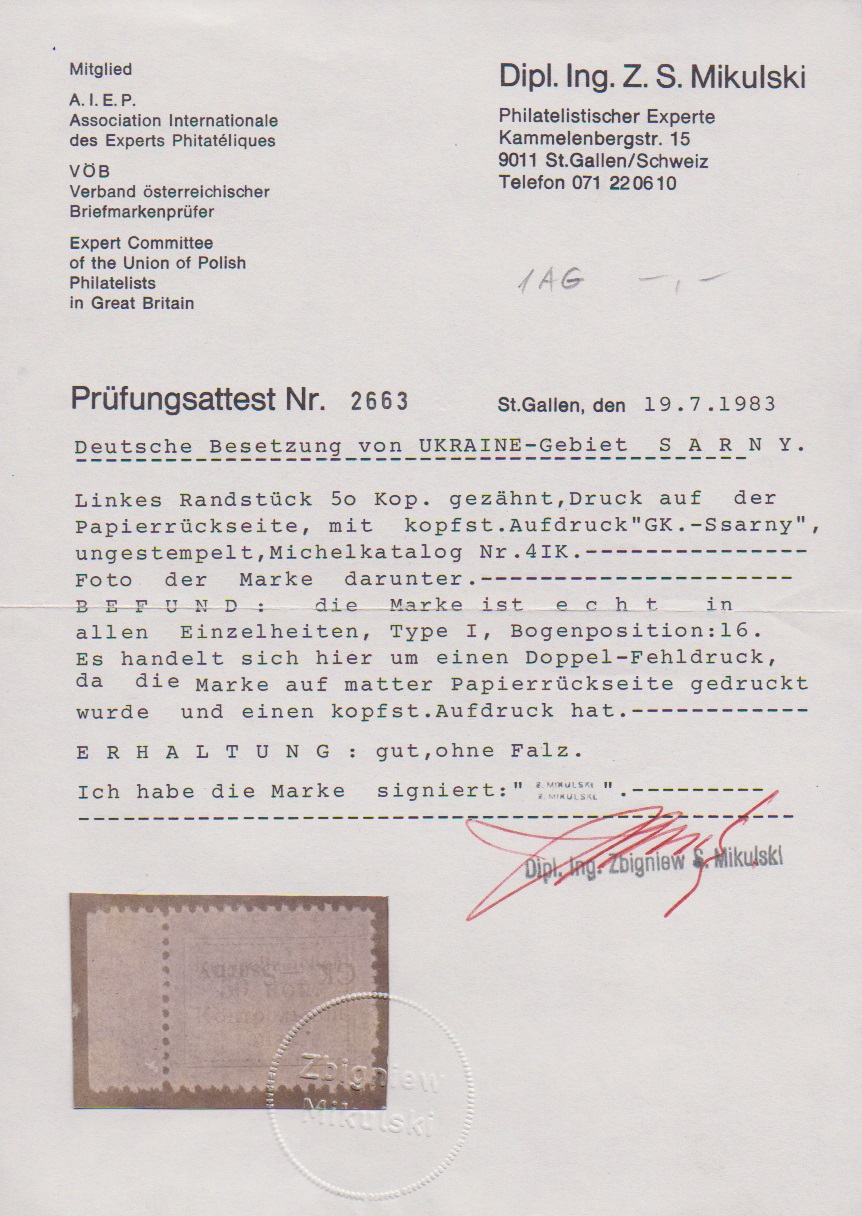 Mitglied
A.I.E.P.
Association Internationale
des Experts Phitatéliques
VÖB
Verband österreichischer
Briefmarkenprüfer
Expert Committee
of the Union of Polish
Philatelists
in Great Britain
Dipl. Ing. Z. S. Mikulski
Philatelistischer Experte
Kammelenbergstr. 15
9011 St.Gallen/Schweiz
Telefon 071 220610
1AG -,-
Prüfungsattest Nr. 2663
St.Gallen, den 19.7.1983
Deutsche Besetzung von UKRAINE-Gebiet S A R N Y.
Linkes Randstück 5o Kop. gezähnt,Druck auf der
Papierrückseite, mit kopfst.Aufdruck"GK.-Ssarny",
ungestempelt,Michelkatalog Nr.4IK.---------------
Foto der Marke darunter.---------------------
B E F U N D : die Marke ist e c h t in
allen Einzelheiten, Type I, Bogenposition:16.
Es handelt sich hier um einen Doppel-Fehldruck,
da die Marke auf matter Papierrückseite gedruckt
wurde und einen kopfst.Aufdruck hat.------------
E R H A L T U N G : gut,ohne Falz.
Ich habe die Marke signiert:" Z. MIKULSKI ".---------
Z. MIKULSKI
Dipl. Ing. Zbigniew S. Mikulski
Zbigniew
Mikulski